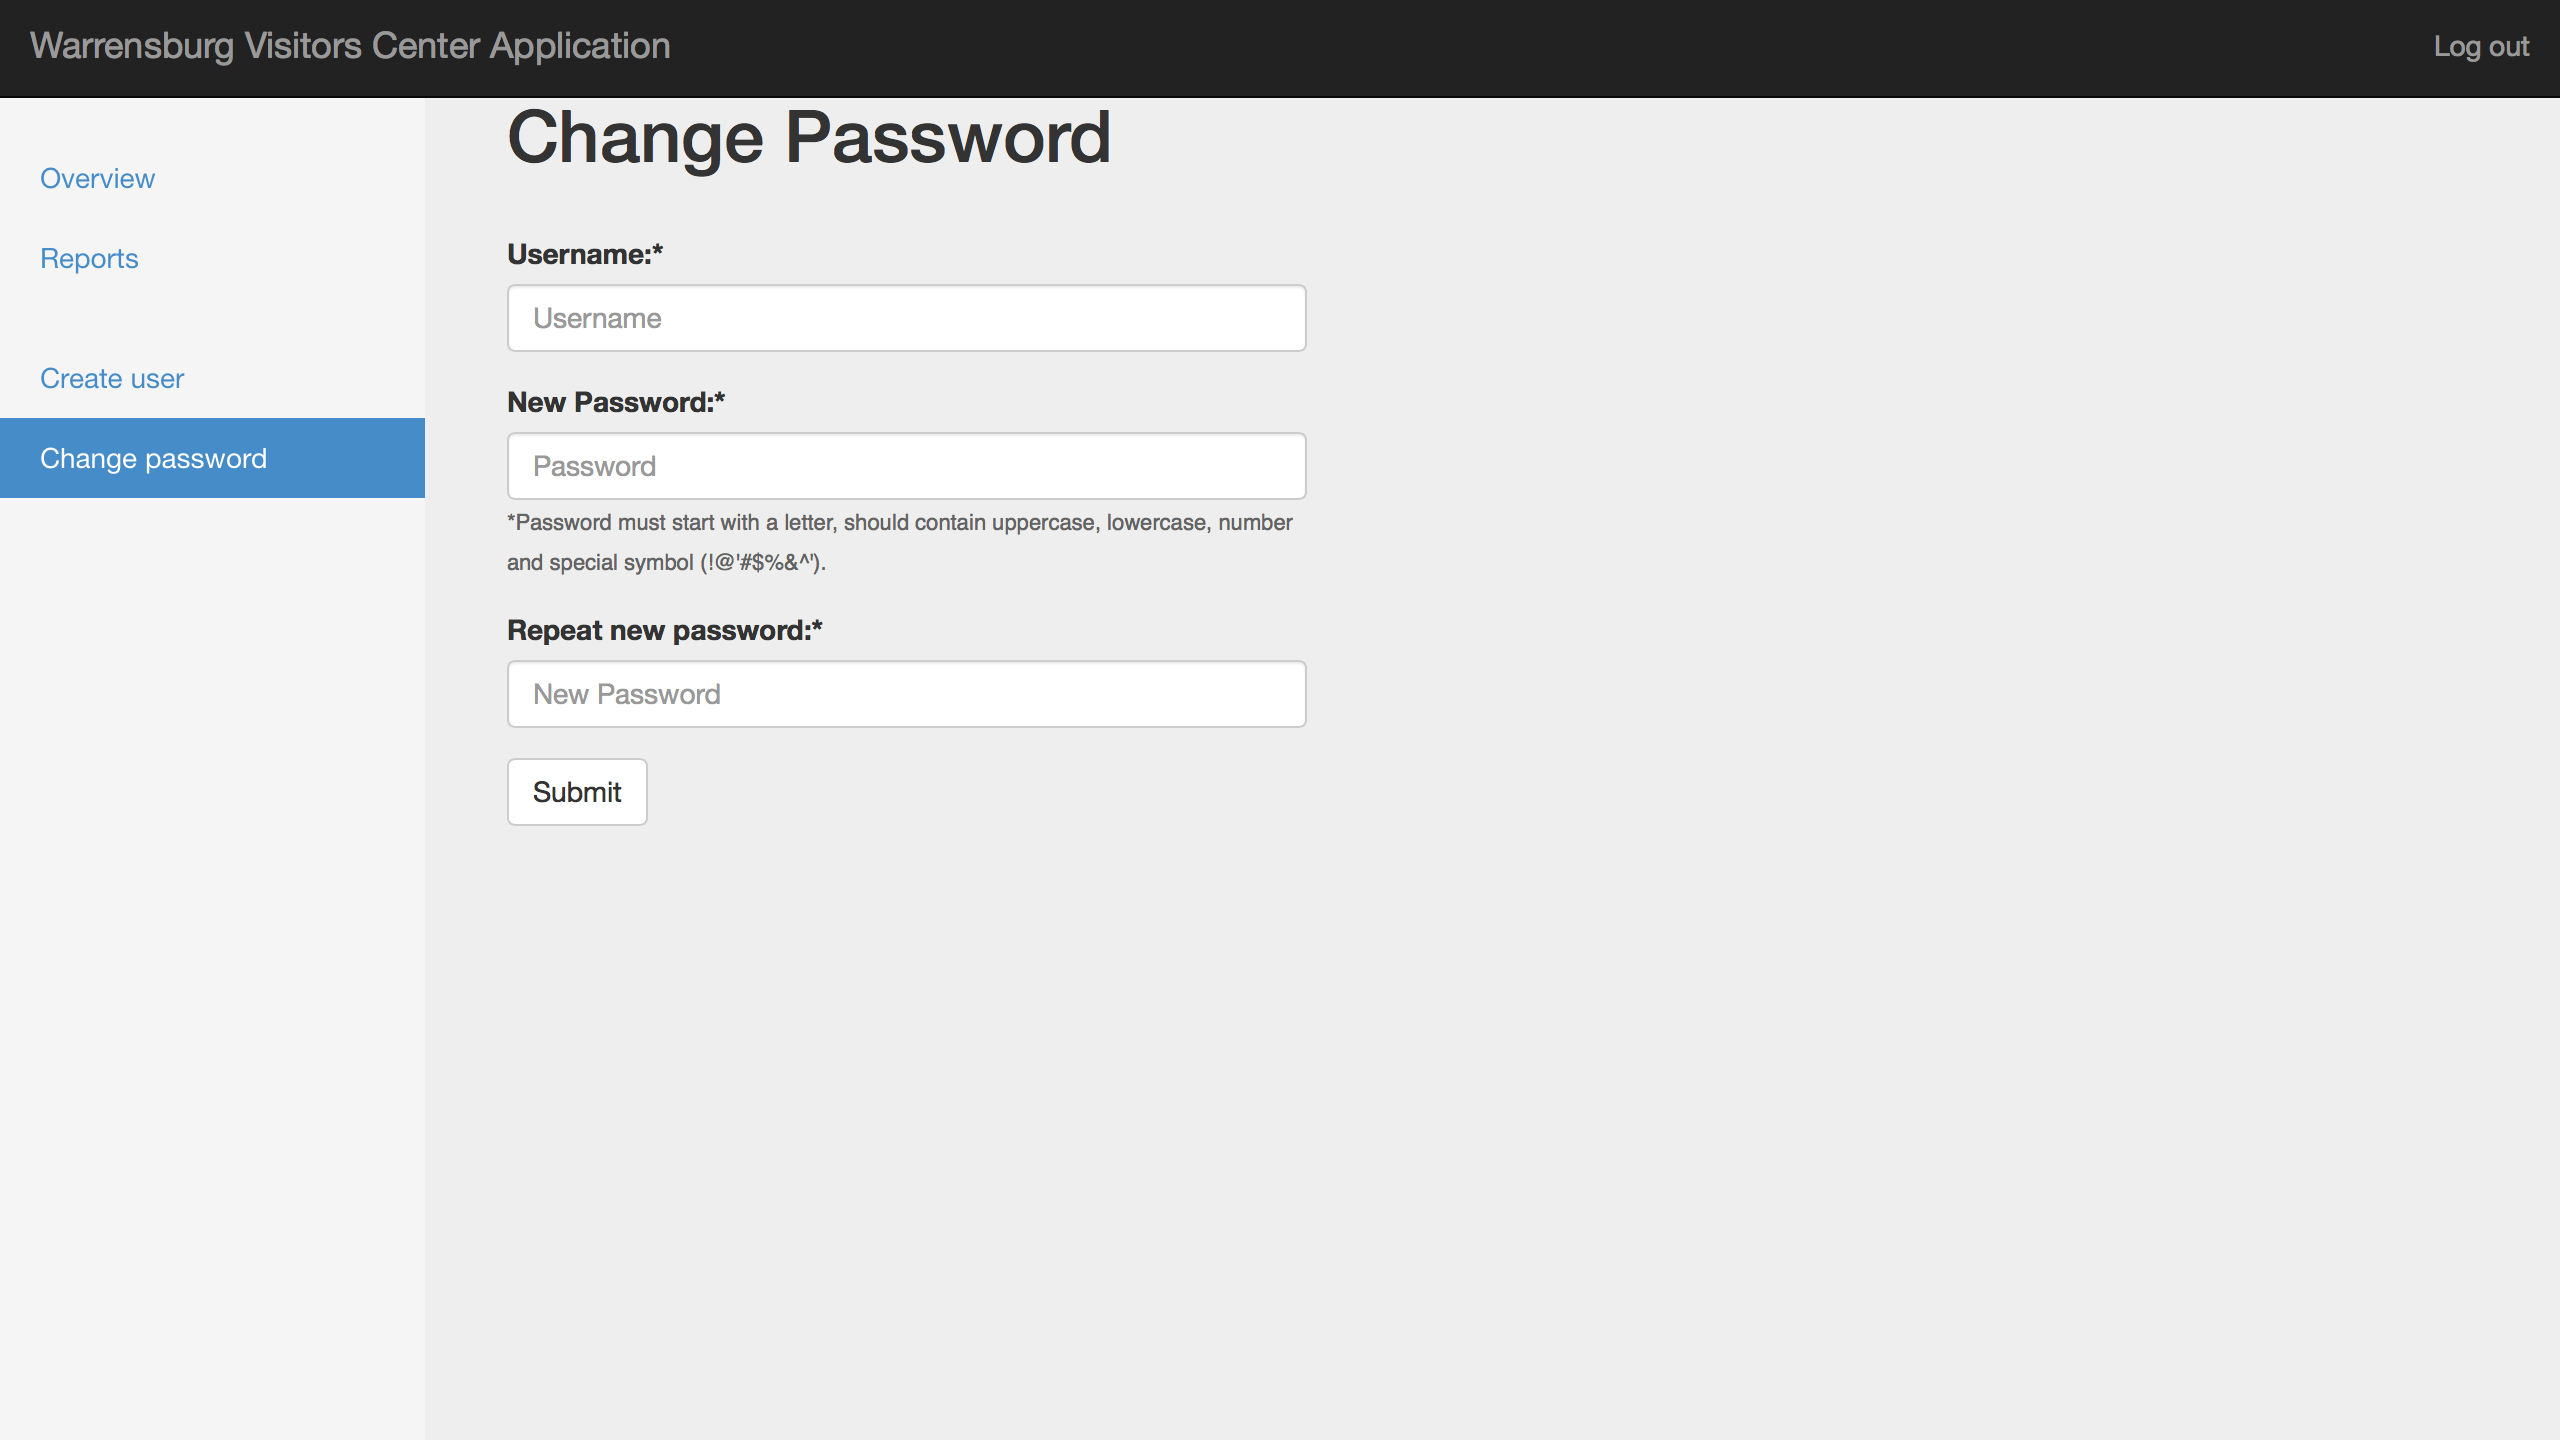 Warrensburg Visitors Center Application
Log out
Overview
Reports
Create user
Change password
Change Password
Username:*
Username
New Password:*
Password
*Password must start with a letter, should contain uppercase, lowercase, number
and special symbol (!@'#$%&^').
Repeat new password:*
New Password
Submit